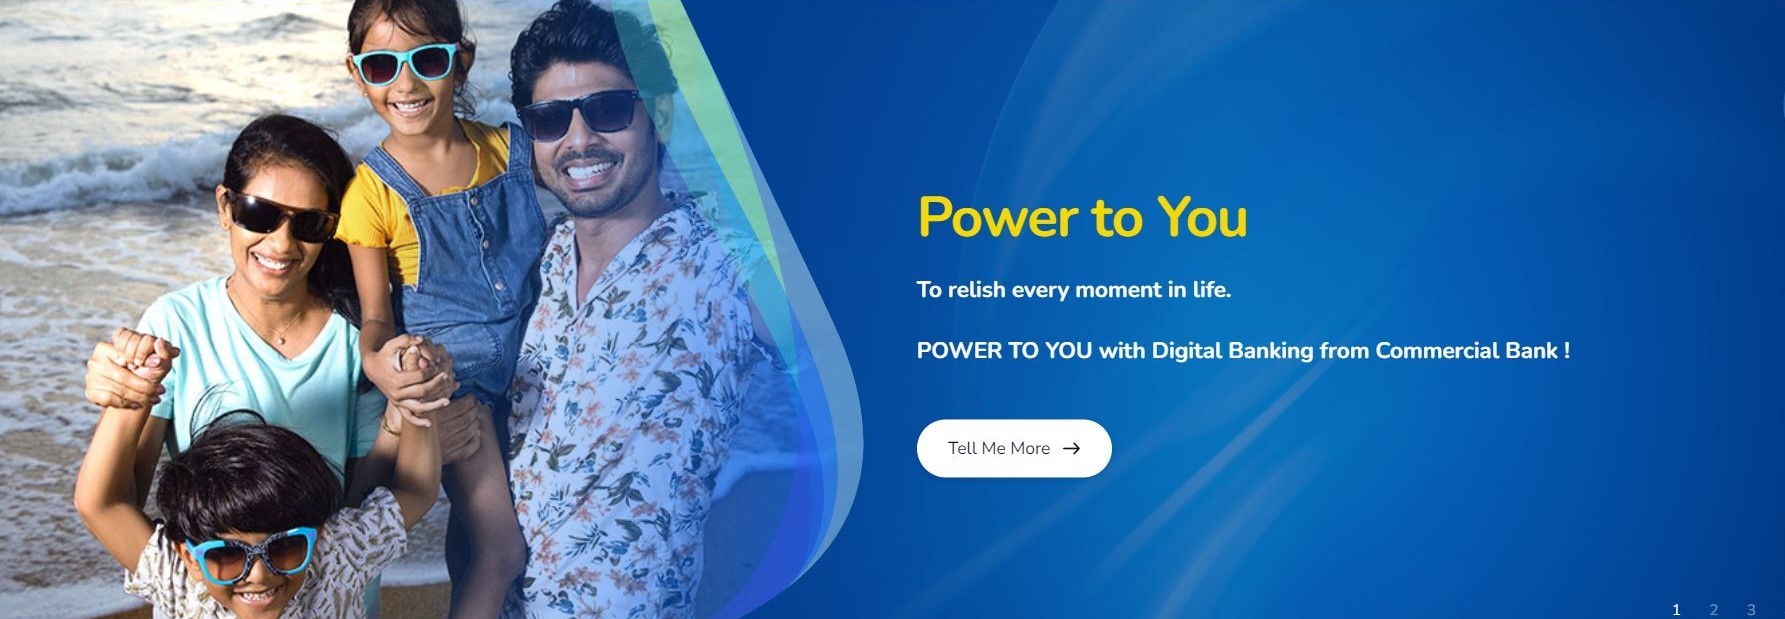 Power to You
To relish every moment in life.
POWER TO YOU with Digital Banking from Commercial Bank !
Tell Me More →
1 2 3